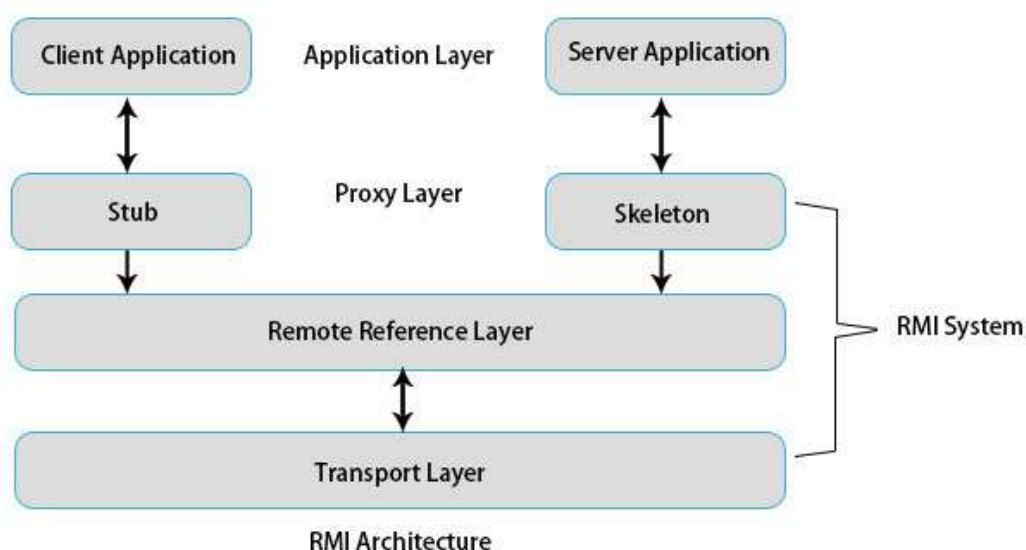 Client Application
Application Layer
Server Application
Stub
Proxy Layer
Skeleton
Remote Reference Layer
RMI System
Transport Layer
RMI Architecture